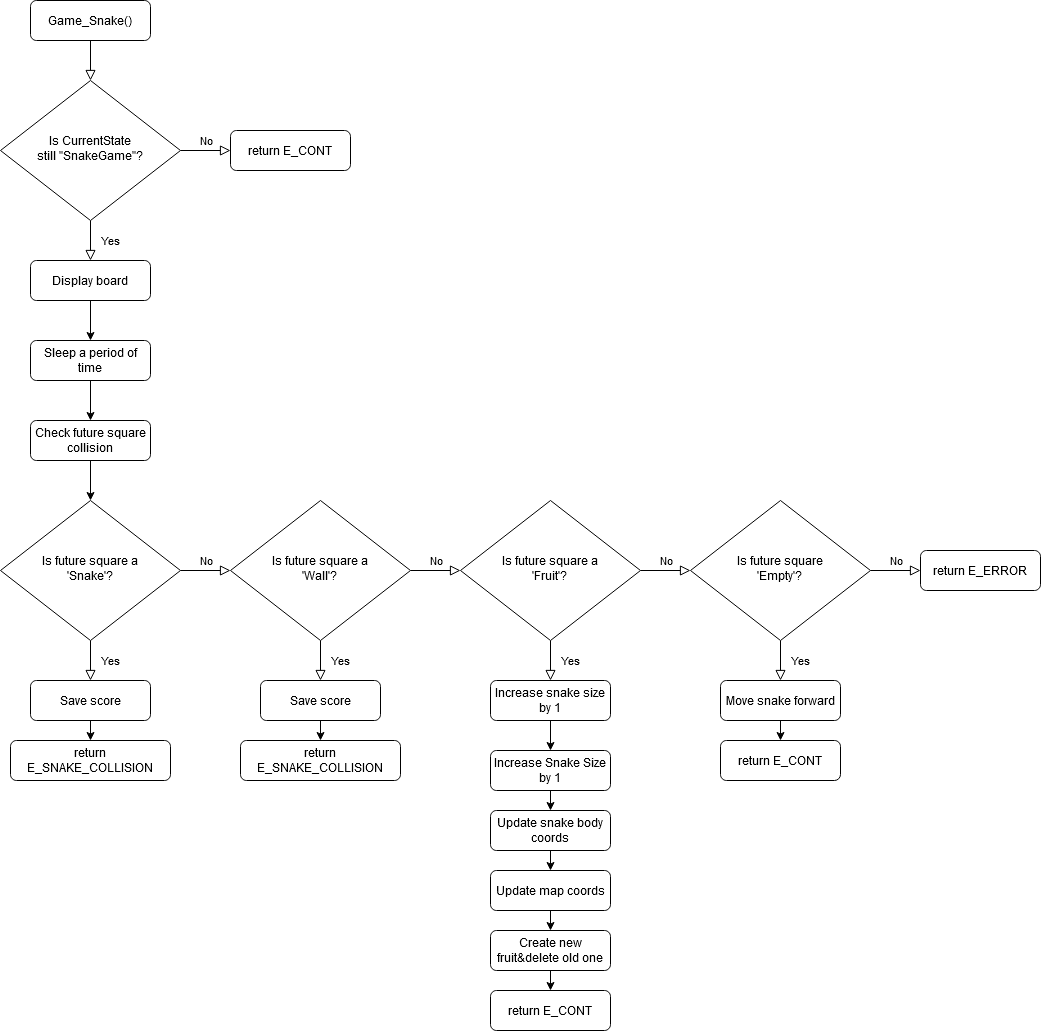 Game_Snake()
Is CurrentState
still "SnakeGame"?
No
return E_CONT
Yes
Display board
Sleep a period of
time
Check future square
collision
Is future square a
'Snake'?
No
Is future square a
'Wall'?
No
Is future square a
'Fruit'?
No
Is future square
'Empty'?
No
return E_ERROR
Yes
Save score
return
E_SNAKE_COLLISION
Yes
Save score
return
E_SNAKE_COLLISION
Yes
Increase snake size
by 1
Increase Snake Size
by 1
Update snake body
coords
Update map coords
Create new
fruit&delete old one
return E_CONT
Yes
Move snake forward
return E_CONT